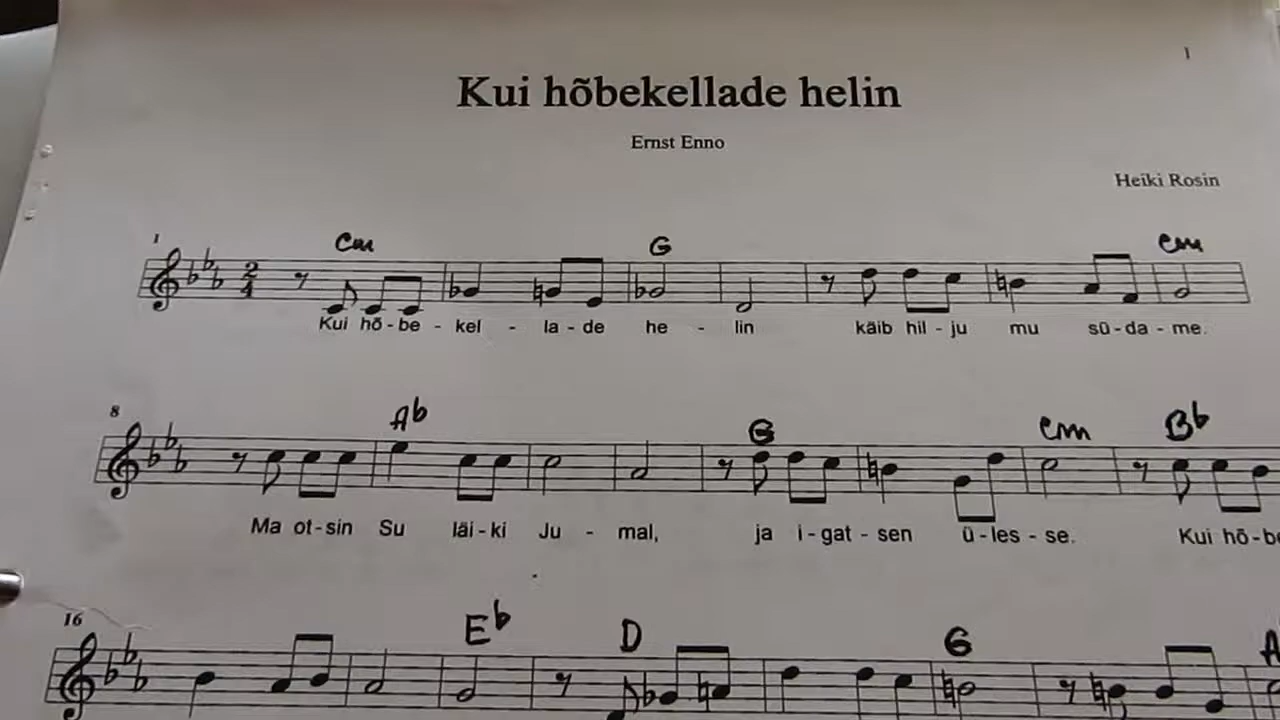 1
Kui hõbekellade helin
Ernst Enno
Heiki Rosin
1
Cm G Cm
2
4
Kui hõ - be - kel - la - de he - lin käib hil - ju mu sü - da - me.
8
Ab G Cm Bb
Ma ot - sin Su läi - ki Ju - mal, ja i - gat - sen ü - les - se. Kui hõ - be
16
Eb D G A